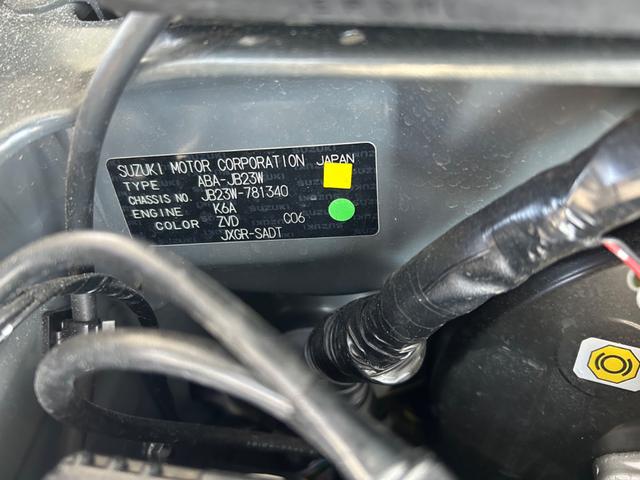 SUZUKI MOTOR CORPORATION JAPAN
TYPE ABA-JB23W
CHASSIS NO. JB23W-781340
ENGINE K6A
COLOR ZVD C06
JXGR-SADT